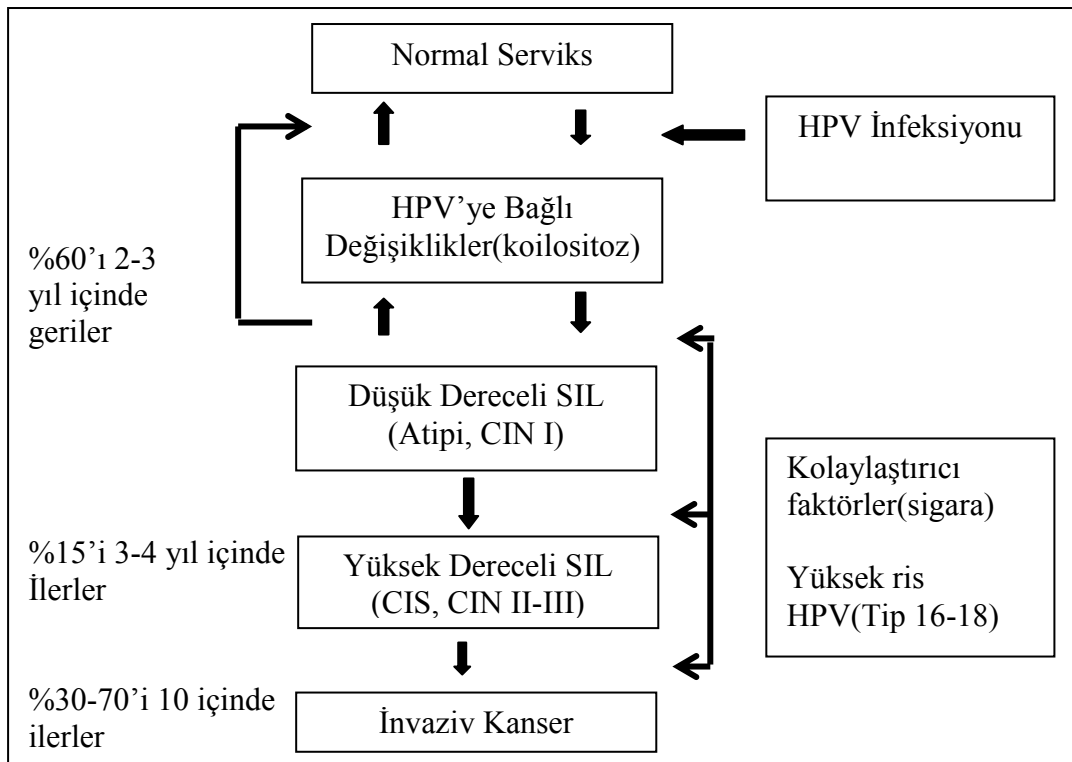 Normal Serviks
HPV İnfeksiyonu
HPV’ye Bağlı
Değişiklikler(koilositoz)
%60’ı 2-3
yıl içinde
geriler
Düşük Dereceli SIL
(Atipi, CIN I)
Kolaylaştırıcı
faktörler(sigara)
Yüksek ris
HPV(Tip 16-18)
%15’i 3-4 yıl içinde
İlerler
Yüksek Dereceli SIL
(CIS, CIN II-III)
%30-70’i 10 içinde
ilerler
İnvaziv Kanser